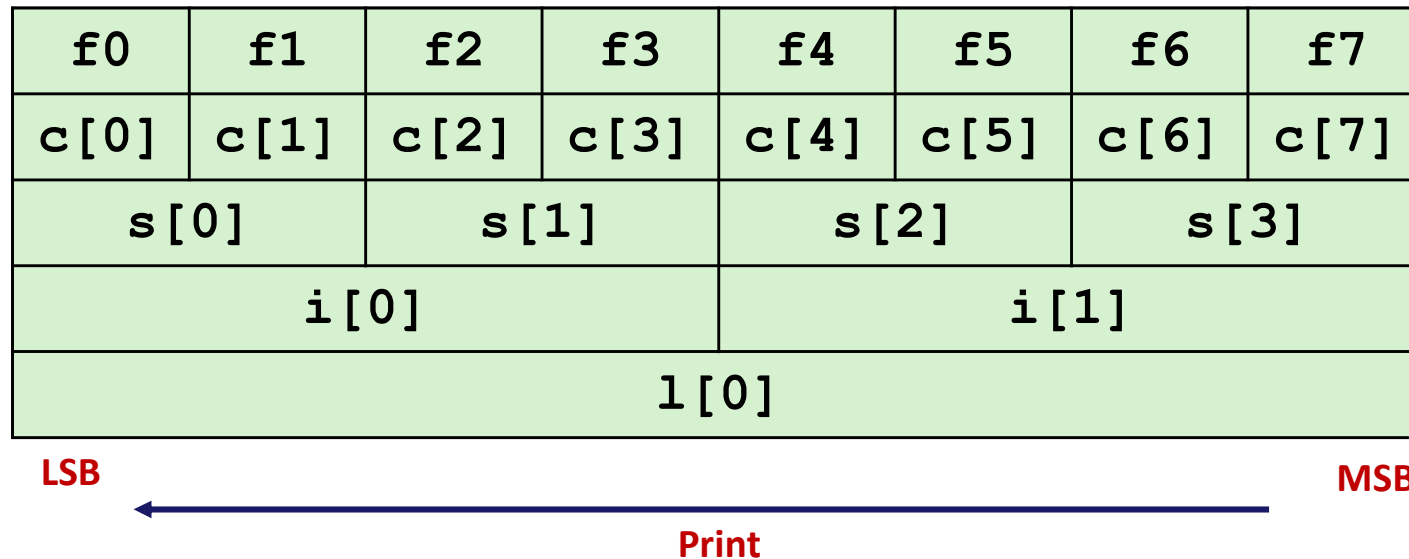 f0 f1 f2 f3 f4 f5 f6 f7
c[0] c[1] c[2] c[3] c[4] c[5] c[6] c[7]
s[0] s[1] s[2] s[3]
i[0] i[1]
l[0]
LSB MSB
Print